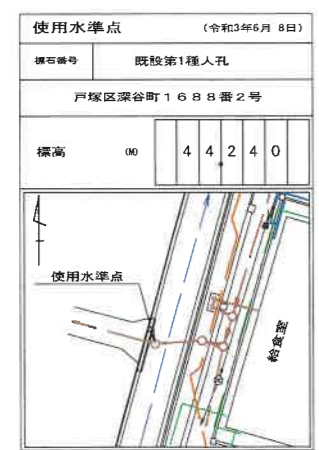 使用水準点 (令和3年6月 8日)
標石番号 既設第1種人孔
戸塚区深谷町1688番2号
標高 (M) 44.240
使用水準点
給食室